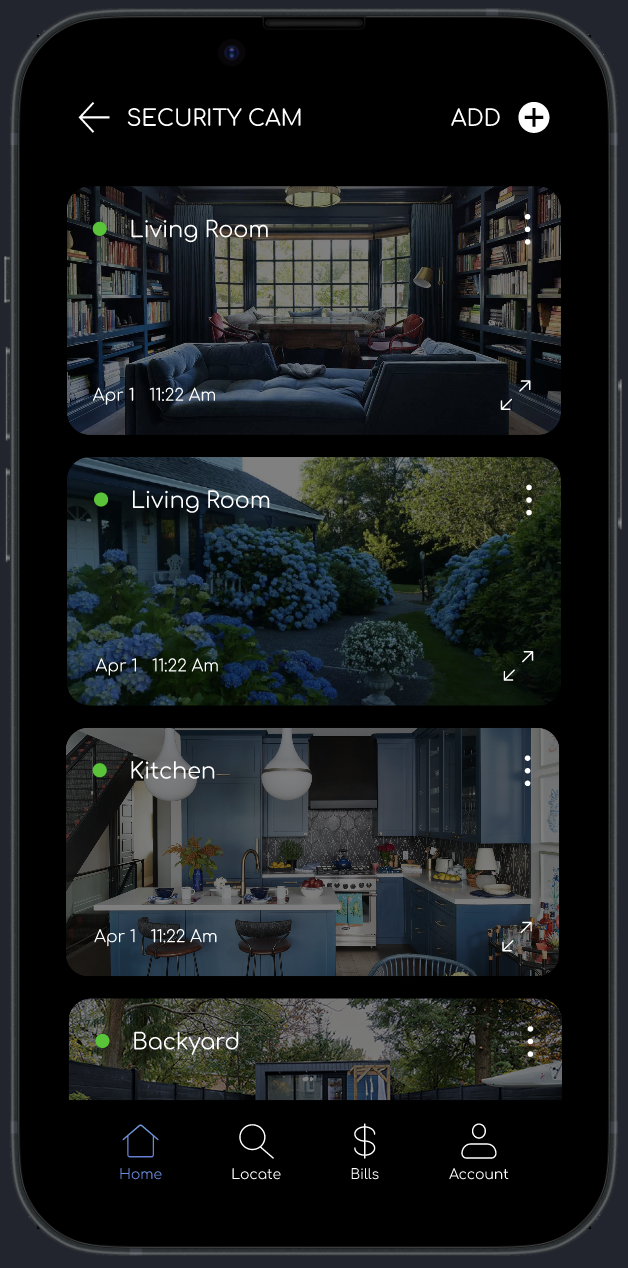 SECURITY CAM ADD
Living Room
Apr 1 11:22 Am
Living Room
Apr 1 11:22 Am
Kitchen
Apr 1 11:22 Am
Backyard
Home Locate Bills Account